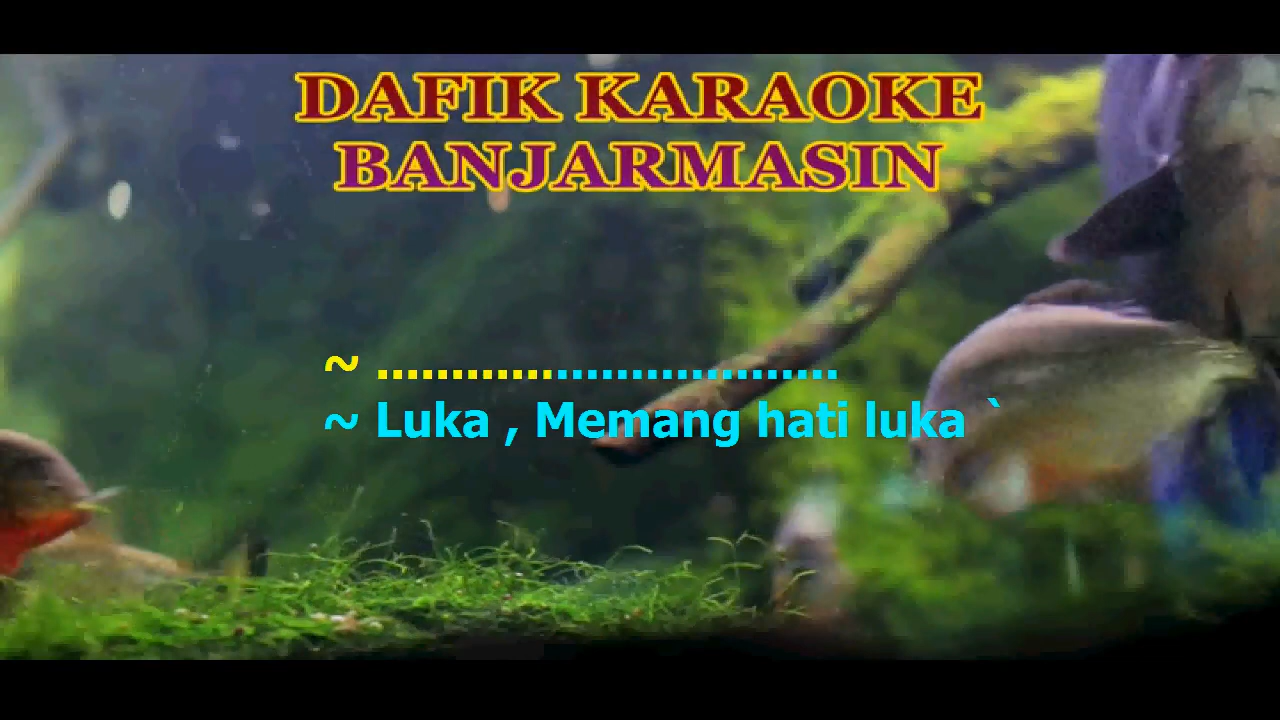 DAFIK KARAOKE
BANJARMASIN
~ ...............................
~ Luka , Memang hati luka `